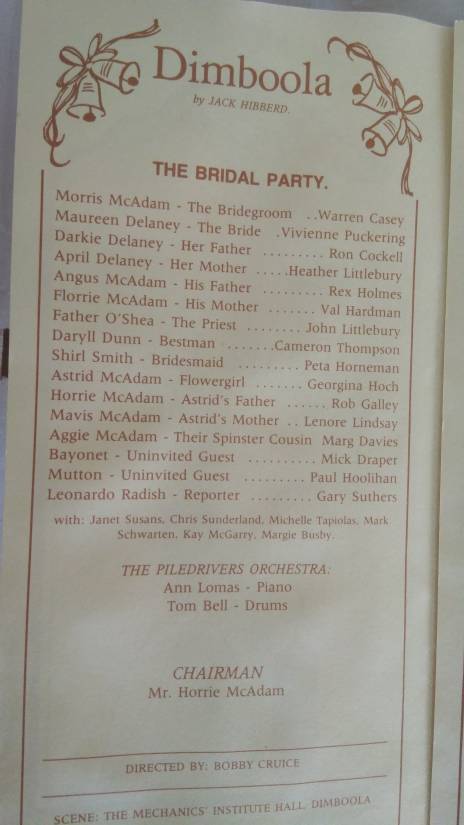 Dimboola
by JACK HIBBERD.
THE BRIDAL PARTY.
Morris McAdam - The Bridegroom ..Warren Casey
Maureen Delaney - The Bride .Vivienne Puckering
Darkie Delaney - Her Father ......... Ron Cockell
April Delaney - Her Mother .....Heather Littlebury
Angus McAdam - His Father ......... Rex Holmes
Florrie McAdam - His Mother ....... Val Hardman
Father O'Shea - The Priest ........ John Littlebury
Daryll Dunn - Bestman .......Cameron Thompson
Shirl Smith - Bridesmaid ......... Peta Horneman
Astrid McAdam - Flowergirl ....... Georgina Hoch
Horrie McAdam - Astrid's Father ...... Rob Galley
Mavis McAdam - Astrid's Mother .. Lenore Lindsay
Aggie McAdam - Their Spinster Cousin Marg Davies
Bayonet - Uninvited Guest .......... Mick Draper
Mutton - Uninvited Guest ......... Paul Hoolihan
Leonardo Radish - Reporter ......... Gary Suthers
with: Janet Susans, Chris Sunderland, Michelle Tapiolas, Mark
Schwarten, Kay McGarry, Margie Busby.
THE PILEDRIVERS ORCHESTRA:
Ann Lomas - Piano
Tom Bell - Drums
CHAIRMAN
Mr. Horrie McAdam
DIRECTED BY: BOBBY CRUICE
SCENE: THE MECHANICS' INSTITUTE HALL, DIMBOOLA